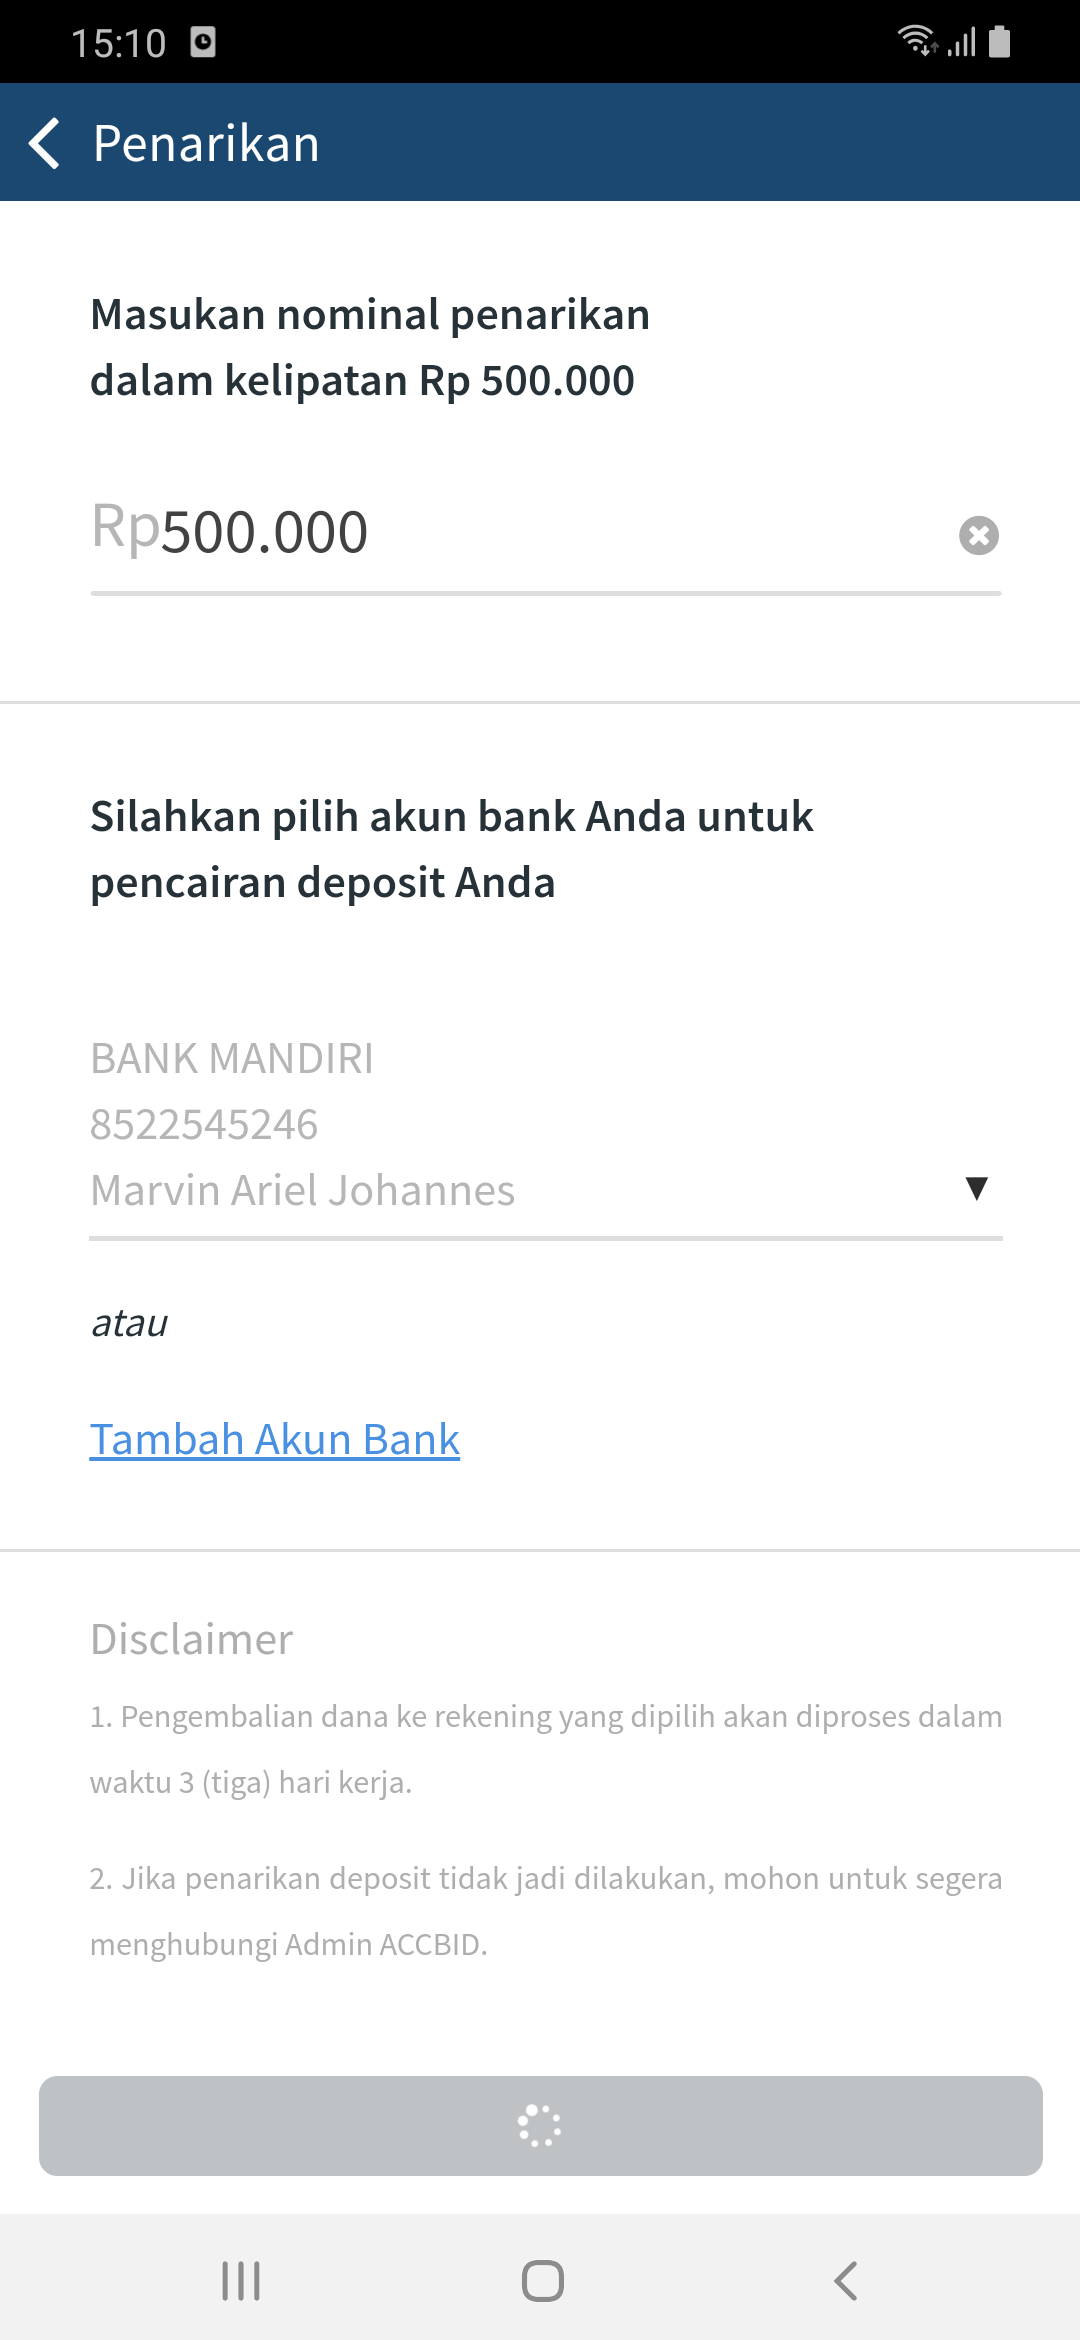 15:10
Penarikan
Masukan nominal penarikan
dalam kelipatan Rp 500.000
Rp500.000
Silahkan pilih akun bank Anda untuk
pencairan deposit Anda
BANK MANDIRI
8522545246
Marvin Ariel Johannes
atau
Tambah Akun Bank
Disclaimer
1. Pengembalian dana ke rekening yang dipilih akan diproses dalam
waktu 3 (tiga) hari kerja.
2. Jika penarikan deposit tidak jadi dilakukan, mohon untuk segera
menghubungi Admin ACCBID.